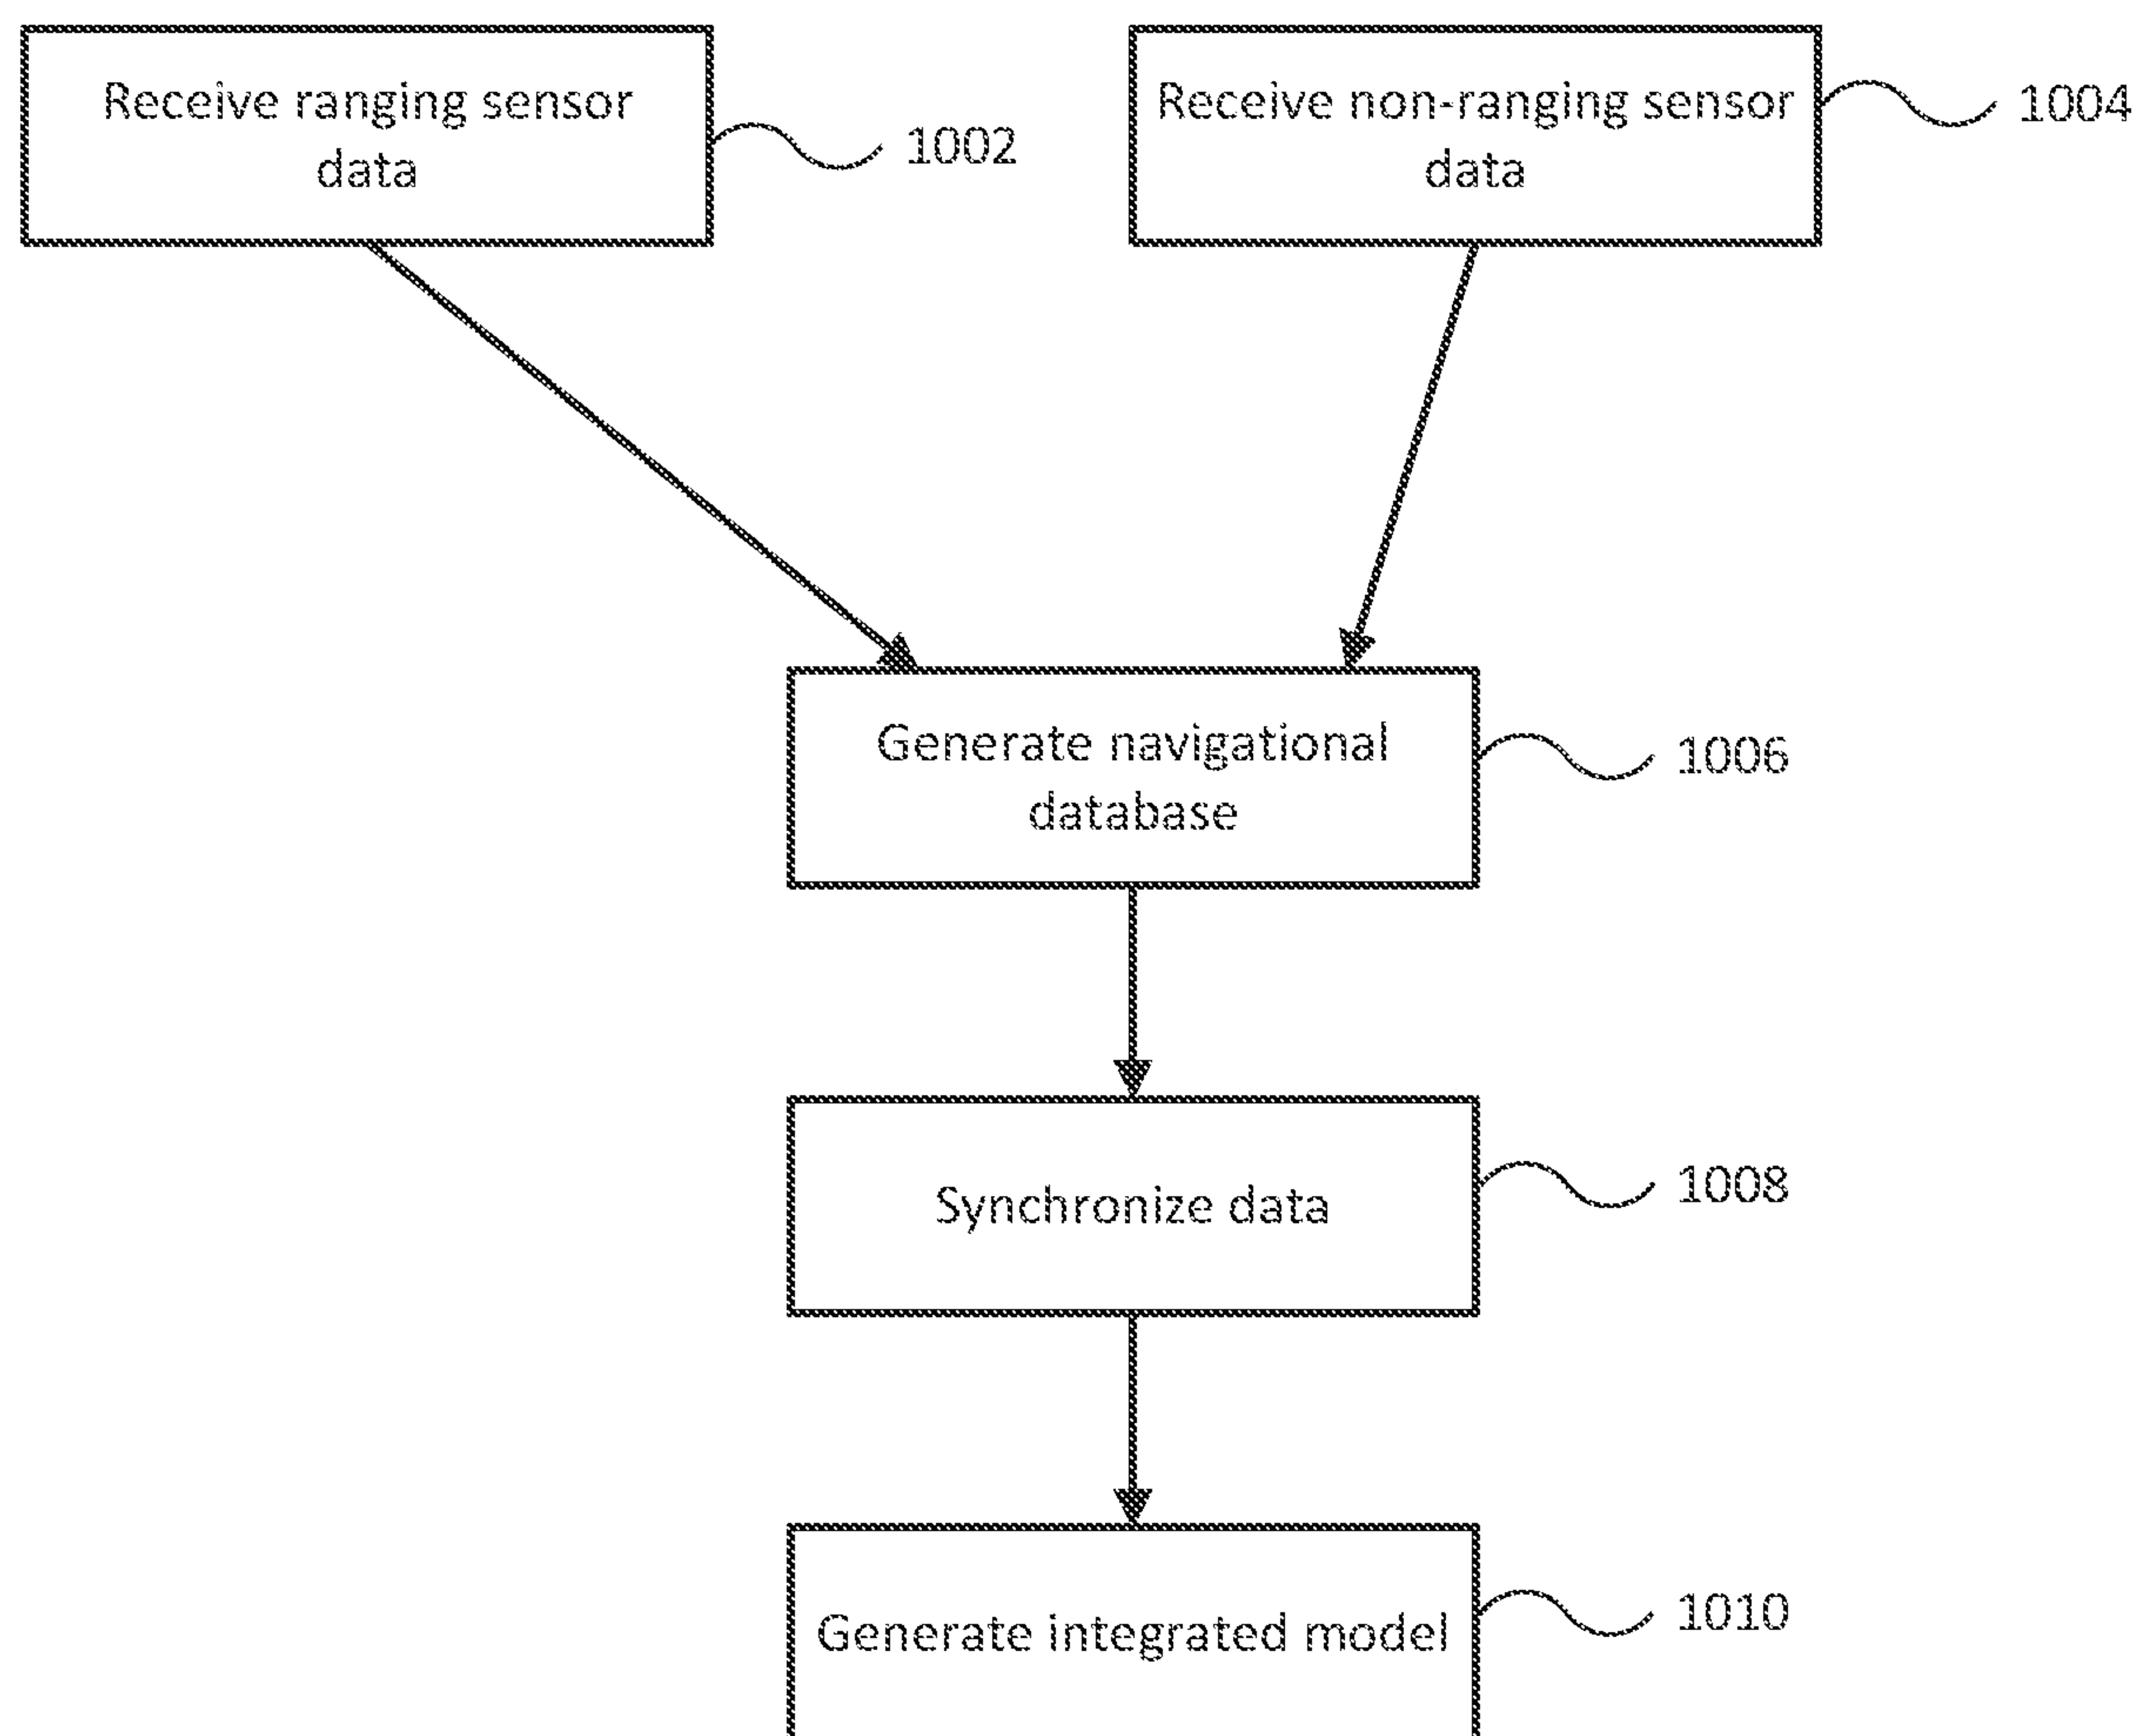 Receive ranging sensor
data
1002
Receive non-ranging sensor
data
1004
Generate navigational
database
1006
Synchronize data
1008
Generate integrated model
1010